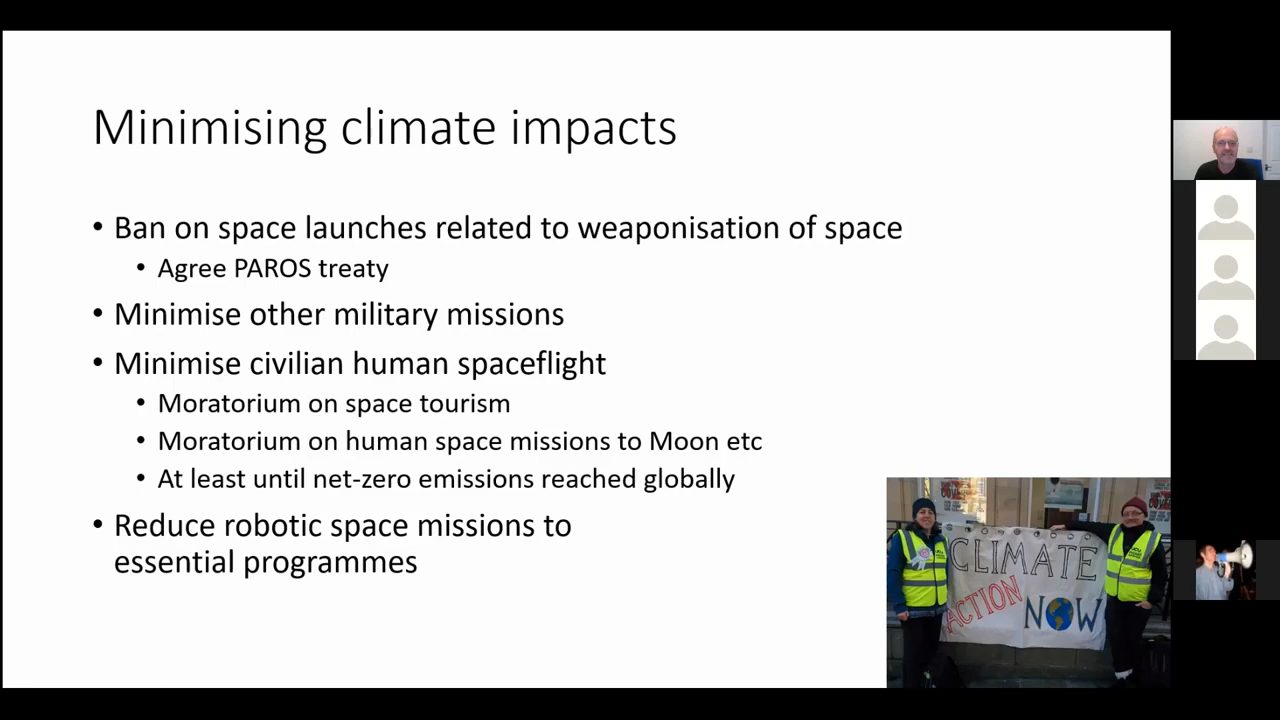 Minimising climate impacts
• Ban on space launches related to weaponisation of space
• Agree PAROS treaty
• Minimise other military missions
• Minimise civilian human spaceflight
• Moratorium on space tourism
• Moratorium on human space missions to Moon etc
• At least until net-zero emissions reached globally
• Reduce robotic space missions to
essential programmes
CLIMATE
ACTION
NOW